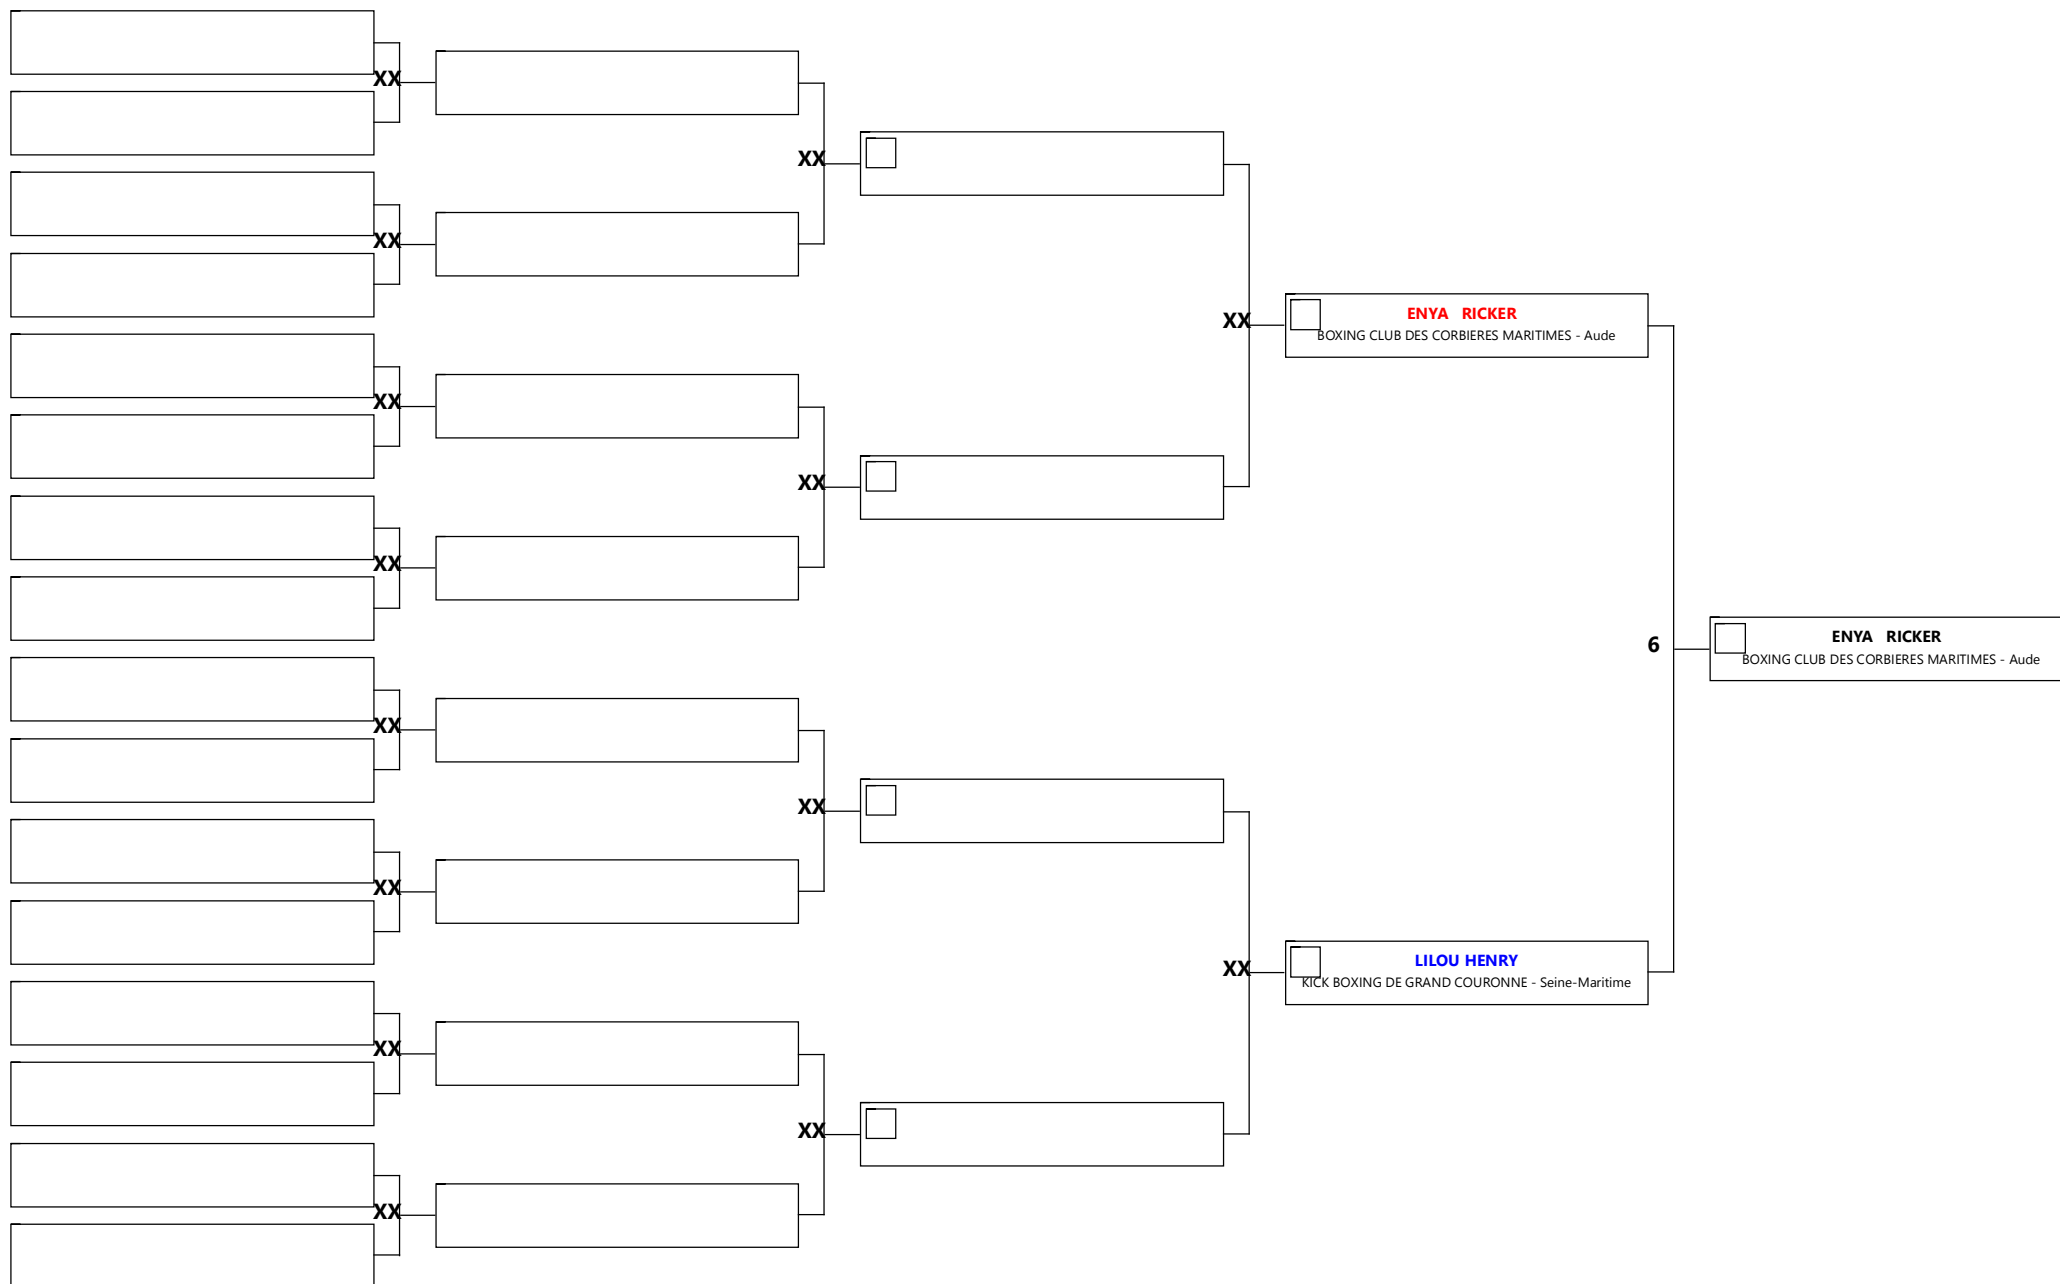 XX
XX
XX
XX
XX
XX
XX
XX
XX
XX
XX
XX
XX
ENYA RICKER
BOXING CLUB DES CORBIERES MARITIMES - Aude
XX
LILOU HENRY
KICK BOXING DE GRAND COURONNE - Seine-Maritime
6
ENYA RICKER
BOXING CLUB DES CORBIERES MARITIMES - Aude